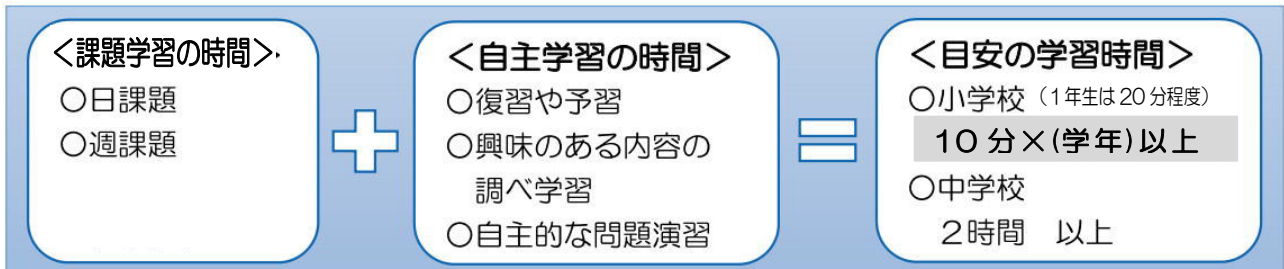 ＜課題学習の時間＞
○日課題
○週課題
＜自主学習の時間＞
○復習や予習
○興味のある内容の
調べ学習
○自主的な問題演習
＜目安の学習時間＞
○小学校（１年生は20分程度）
10分×(学年)以上
○中学校
２時間　以上